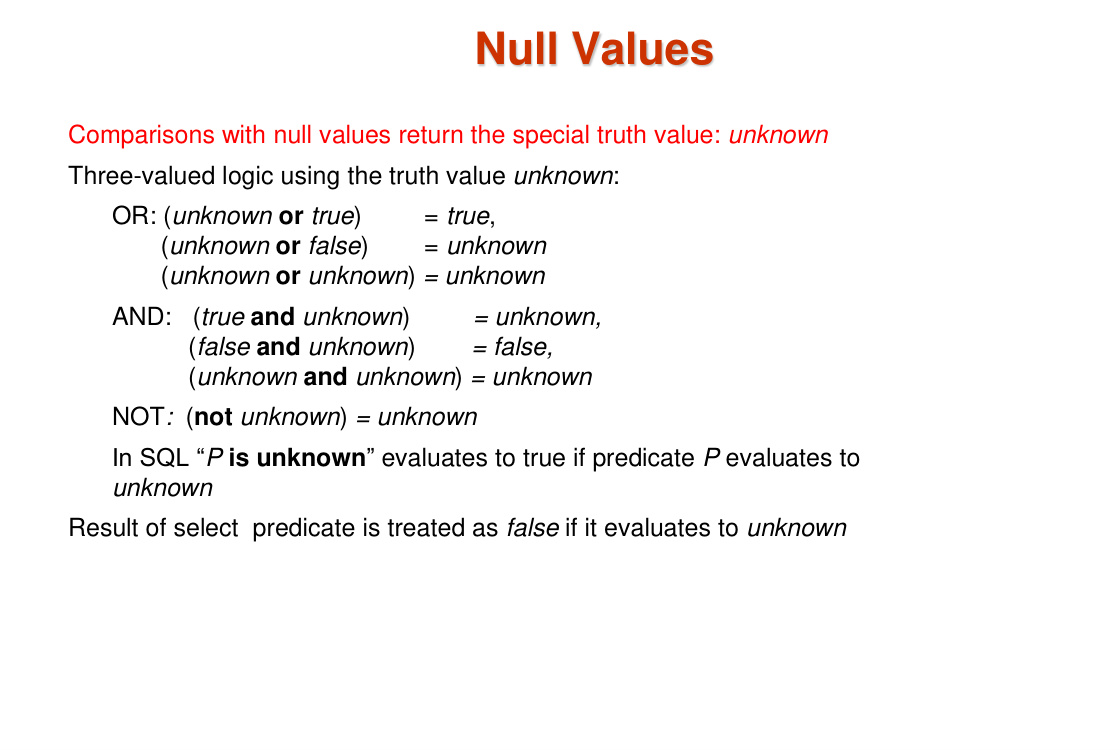 Null Values
Comparisons with null values return the special truth value: unknown
Three-valued logic using the truth value unknown:
OR: (unknown or true) = true,
(unknown or false) = unknown
(unknown or unknown) = unknown
AND: (true and unknown) = unknown,
(false and unknown) = false,
(unknown and unknown) = unknown
NOT: (not unknown) = unknown
In SQL “P is unknown” evaluates to true if predicate P evaluates to
unknown
Result of select predicate is treated as false if it evaluates to unknown